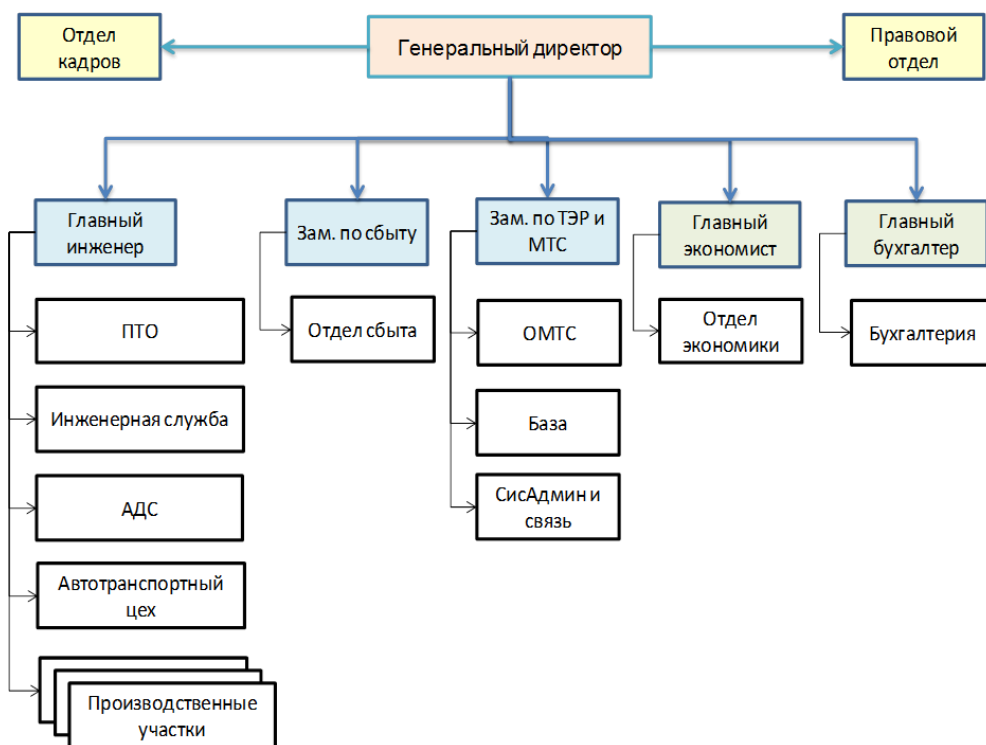 Отдел
кадров
Генеральный директор
Правовой
отдел
Главный
инженер
Зам. по сбыту
Зам. по ТЭР и
МТС
Главный
экономист
Главный
бухгалтер
ПТО
Отдел сбыта
ОМТС
Отдел
экономики
Бухгалтерия
Инженерная служба
База
АДС
СисАдмин и
связь
Автотранспортный
цех
Производственные
участки